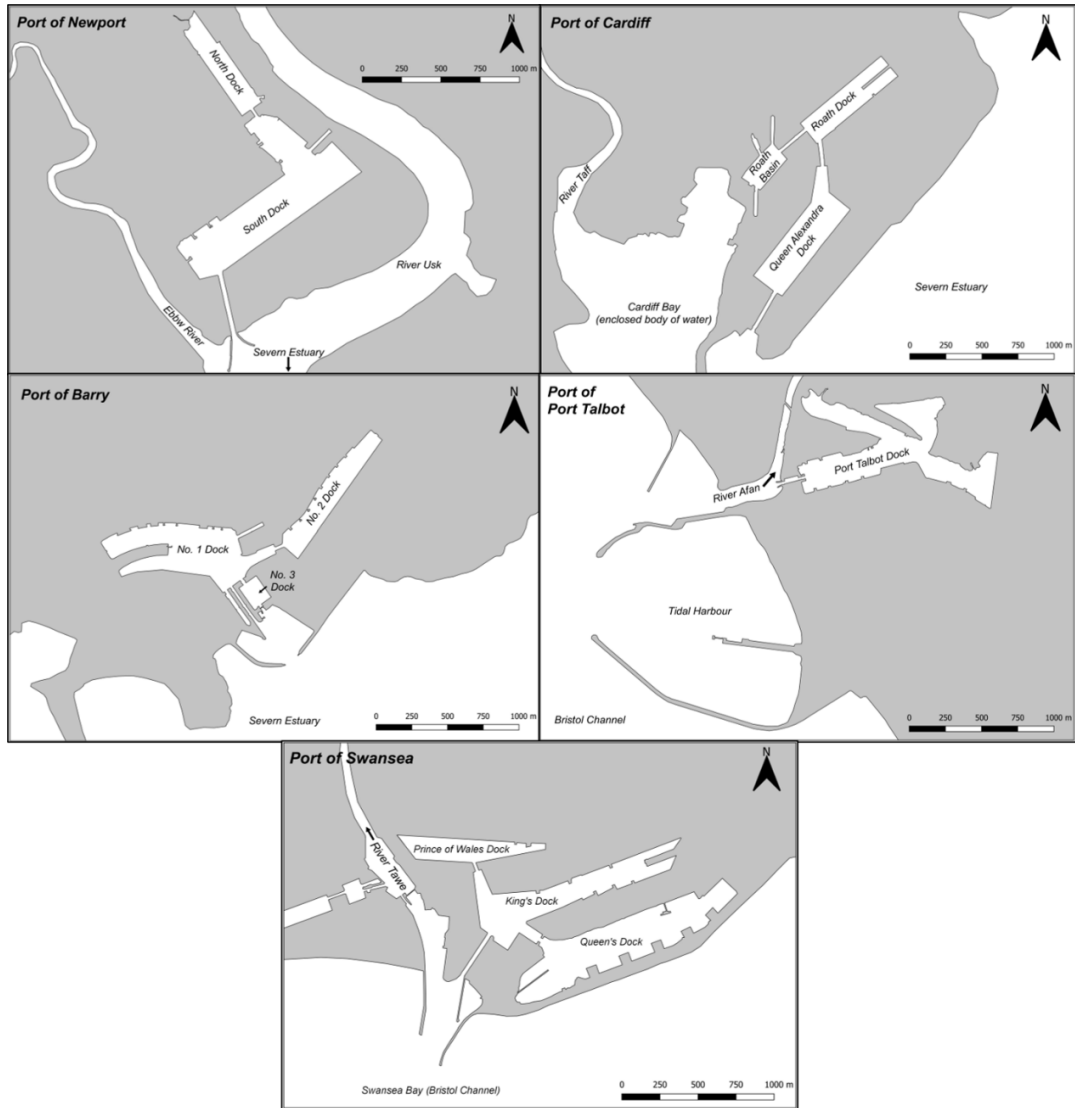 Port of Newport
N
0 250 500 750 1000 m
North Dock
South Dock
River Usk
Ebbw River
Severn Estuary
Port of Cardiff
N
Roath Dock
Roath
Basin
River Taff
Queen Alexandra
Dock
Cardiff Bay
(enclosed body of water)
Severn Estuary
0 250 500 750 1000 m
Port of Barry
N
No. 2 Dock
No. 1 Dock
No. 3
Dock
Severn Estuary
0 250 500 750 1000 m
Port of
Port Talbot
N
Port Talbot Dock
River Afan
Tidal Harbour
Bristol Channel
0 250 500 750 1000 m
Port of Swansea
N
Prince of Wales Dock
River Tawe
King's Dock
Queen's Dock
Swansea Bay (Bristol Channel)
0 250 500 750 1000 m